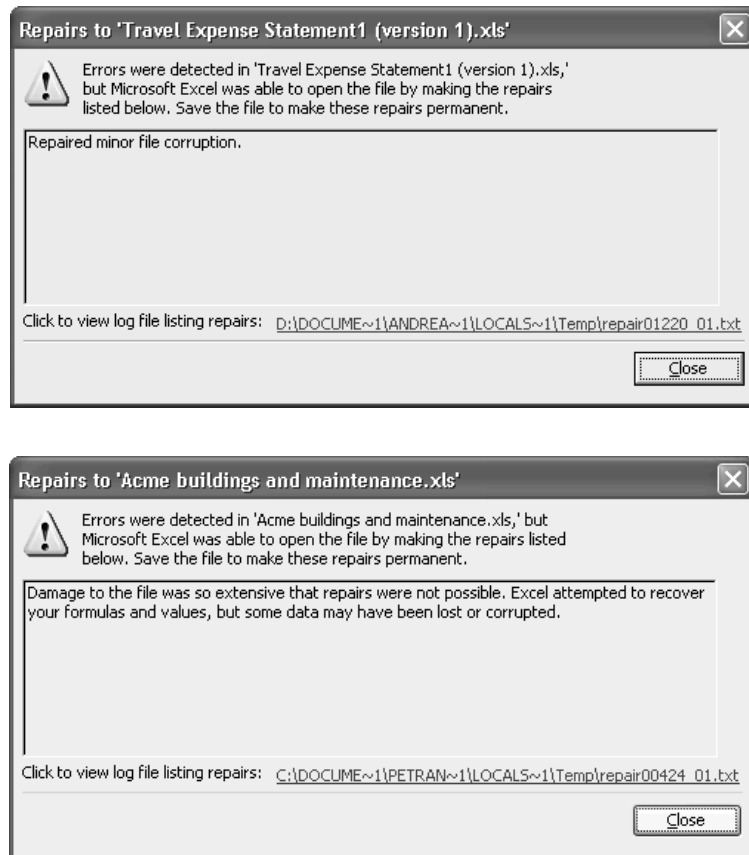 Repairs to 'Travel Expense Statement1 (version 1).xls'
Errors were detected in 'Travel Expense Statement1 (version 1).xls,'
but Microsoft Excel was able to open the file by making the repairs
listed below. Save the file to make these repairs permanent.
Repaired minor file corruption.
Click to view log file listing repairs: D:\DOCUME~1\ANDREA~1\LOCALS~1\Temp\repair01220_01.txt
Close
Repairs to 'Acme buildings and maintenance.xls'
Errors were detected in 'Acme buildings and maintenance.xls,' but
Microsoft Excel was able to open the file by making the repairs listed
below. Save the file to make these repairs permanent.
Damage to the file was so extensive that repairs were not possible. Excel attempted to recover
your formulas and values, but some data may have been lost or corrupted.
Click to view log file listing repairs: C:\DOCUME~1\PETRAN~1\LOCALS~1\Temp\repair00424_01.txt
Close